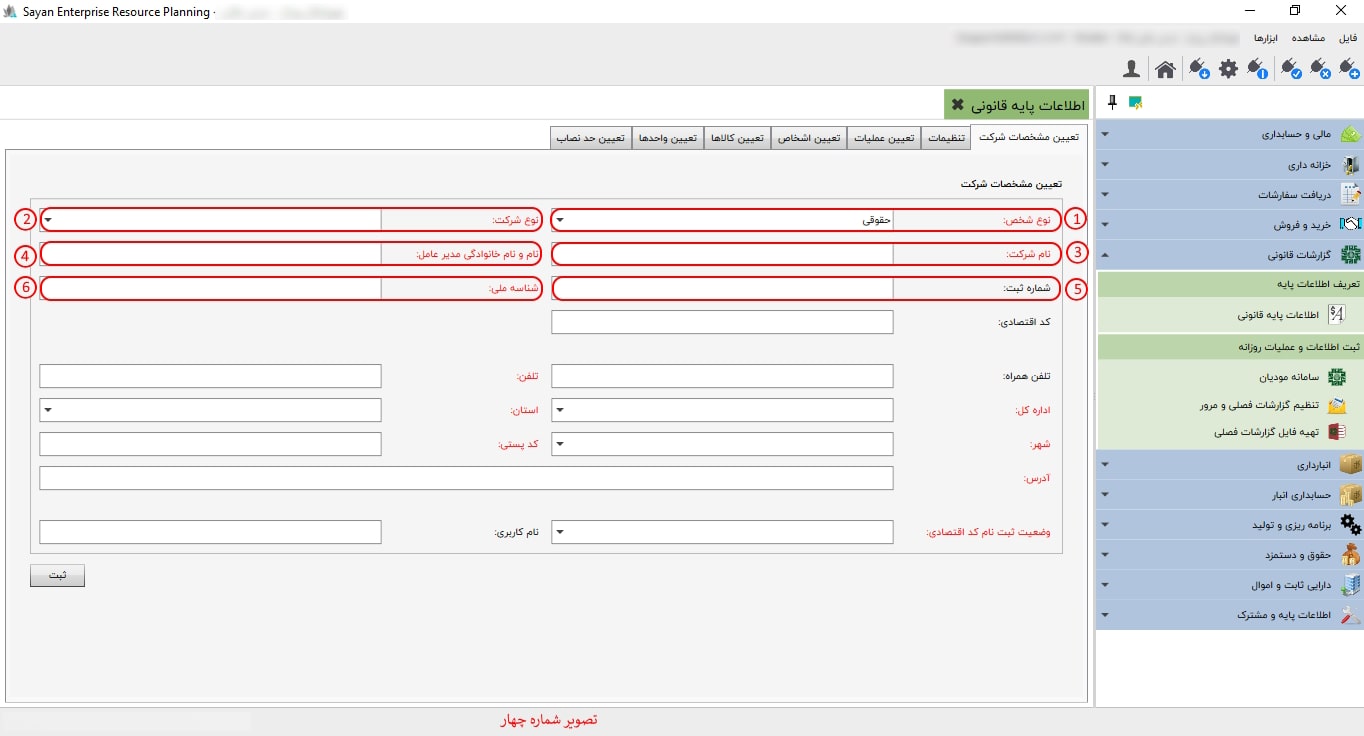 Sayan Enterprise Resource Planning -
فایل مشاهده ابزارها
اطلاعات پایه قانونی
تعیین مشخصات شرکت تنظیمات تعیین عملیات تعیین اشخاص تعیین کالاها تعیین واحدها تعیین حد نصاب
تعیین مشخصات شرکت
1 نوع شخص: حقوقی نوع شرکت: 2
3 نام شرکت: نام و نام خانوادگی مدیر عامل: 4
5 شماره ثبت: شناسه ملی: 6
کد اقتصادی:
تلفن همراه: تلفن:
اداره کل: استان:
شهر: کد پستی:
آدرس:
وضعیت ثبت نام کد اقتصادی: نام کاربری:
ثبت
مالی و حسابداری
خزانه داری
دریافت سفارشات
خرید و فروش
گزارشات قانونی
تعریف اطلاعات پایه
اطلاعات پایه قانونی
ثبت اطلاعات و عملیات روزانه
سامانه مودیان
تنظیم گزارشات فصلی و مرور
تهیه فایل گزارشات فصلی
انبارداری
حسابداری انبار
برنامه ریزی و تولید
حقوق و دستمزد
دارایی ثابت و اموال
اطلاعات پایه و مشترک
تصویر شماره چهار